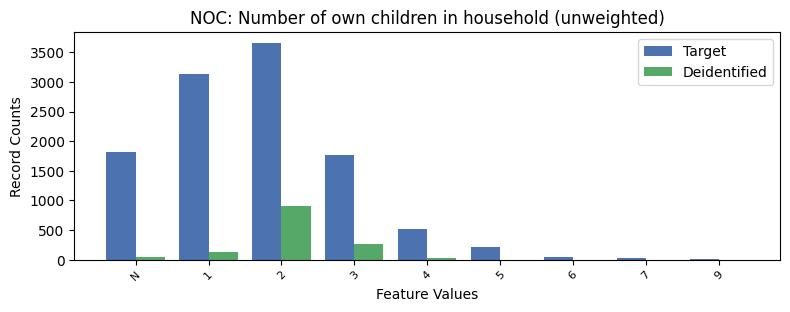 NOC: Number of own children in household (unweighted)
Target
Deidentified
3500
3000
2500
2000
1500
1000
500
0
Record Counts
N 1 2 3 4 5 6 7 9
Feature Values